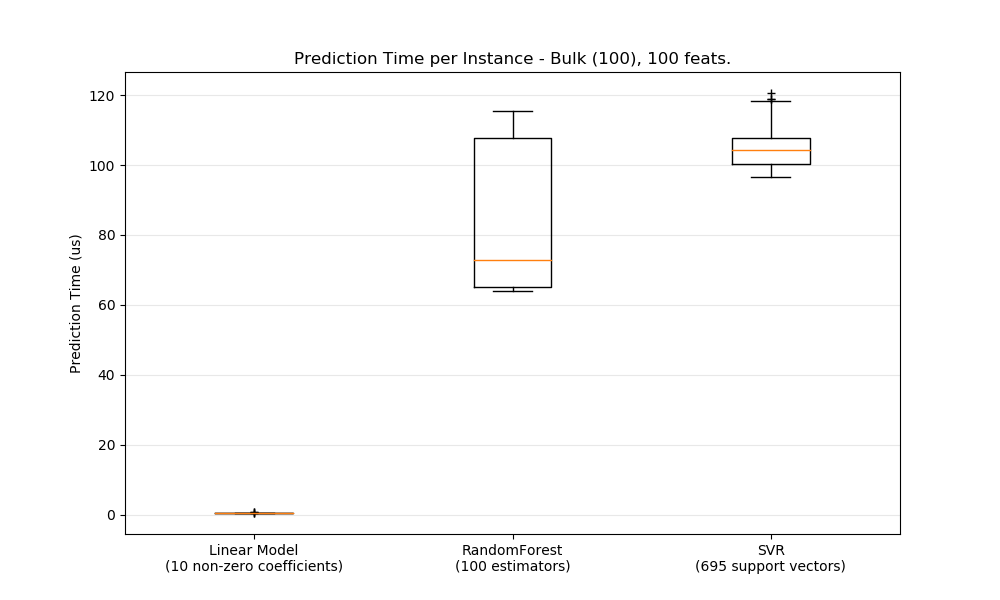 Prediction Time per Instance - Bulk (100), 100 feats.
120
100
80
60
40
20
0
Prediction Time (us)
Linear Model
(10 non-zero coefficients)
RandomForest
(100 estimators)
SVR
(695 support vectors)